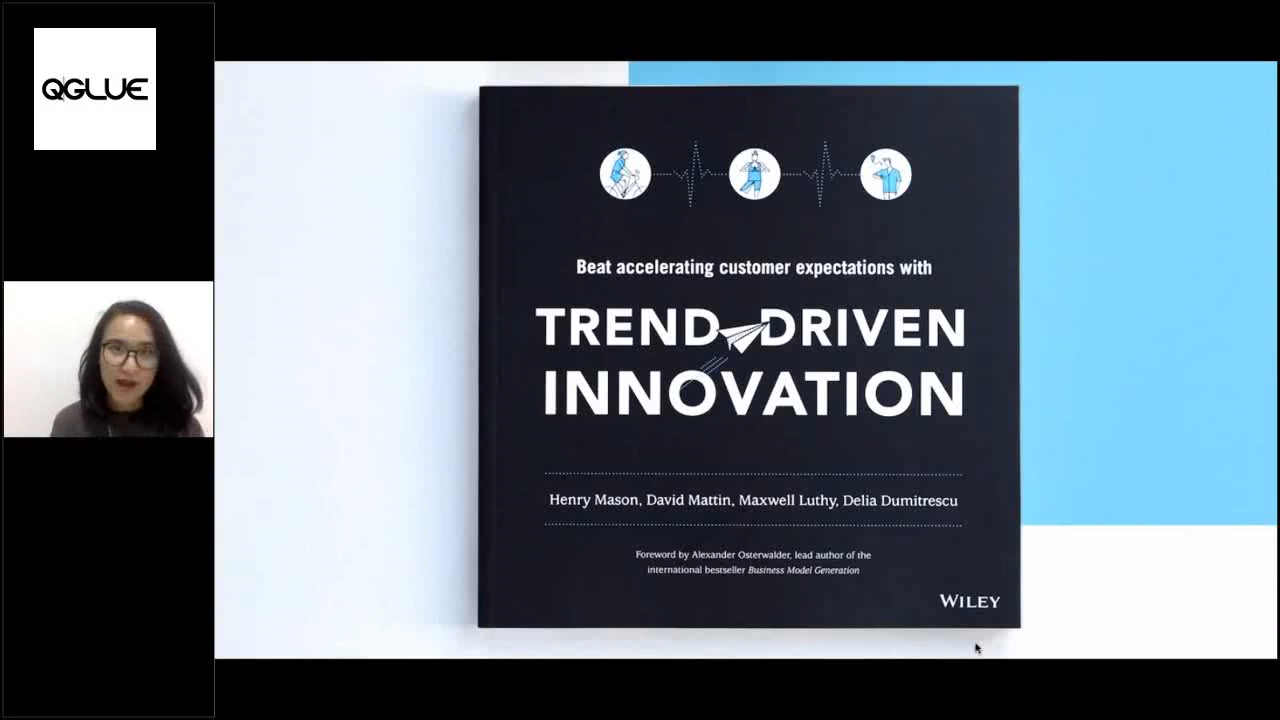 QGLUE
Beat accelerating customer expectations with
TREND DRIVEN
INNOVATION
Henry Mason, David Mattin, Maxwell Luthy, Delia Dumitrescu
Foreword by Alexander Osterwalder, lead author of the
international bestseller Business Model Generation
WILEY